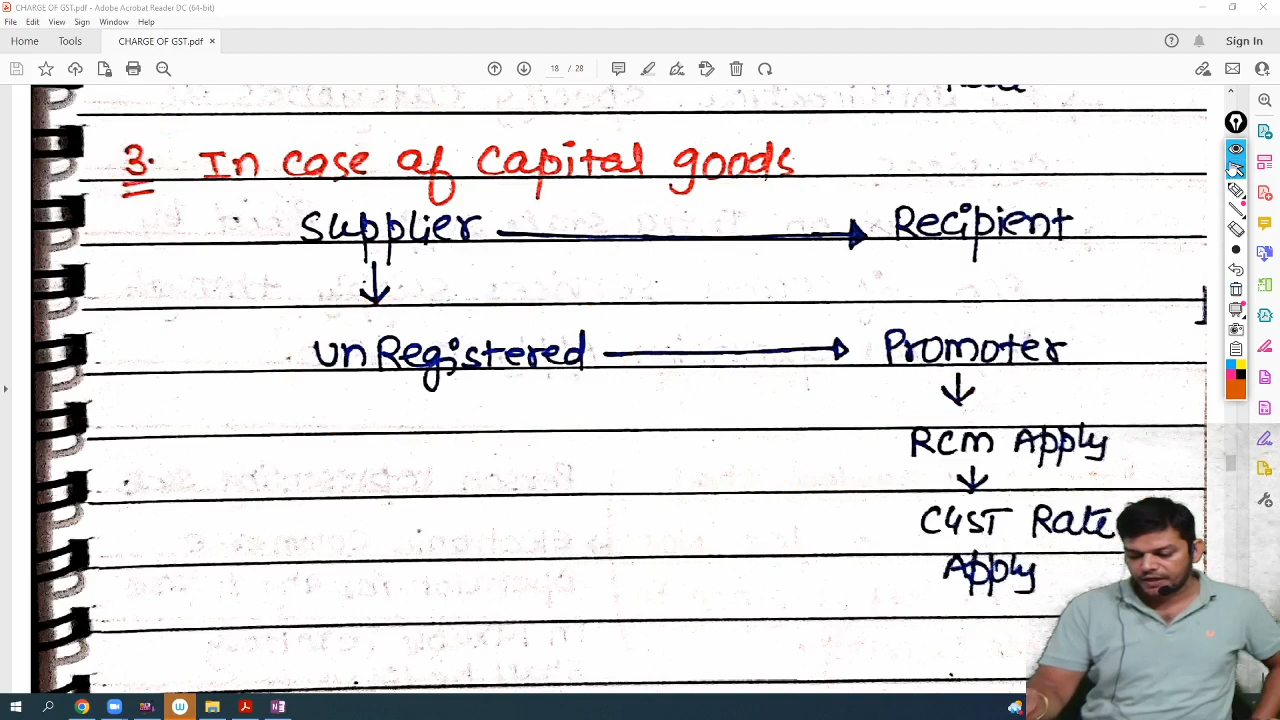 CHARGE OF GST.pdf - Adobe Acrobat Reader DC (64-bit)
File Edit View Sign Window Help
Home Tools CHARGE OF GST.pdf × Sign In
18 / 28
3. In case of capital goods
Supplier Recipient
unRegistered Promoter
RCM Apply
CGST Rate
Apply